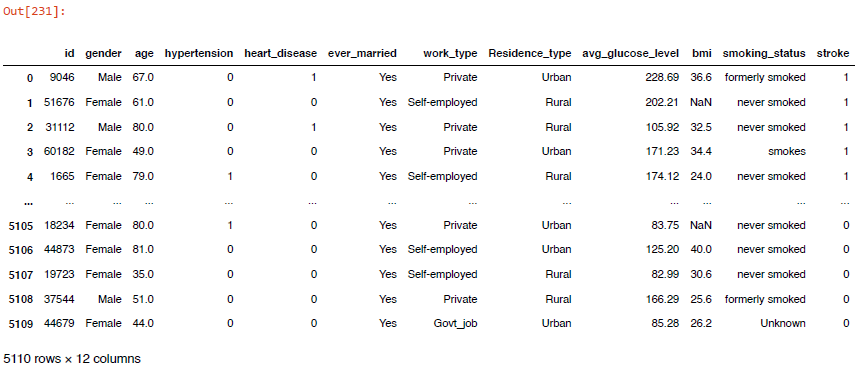 Out[231]:
id gender age hypertension heart_disease ever_married work_type Residence_type avg_glucose_level bmi smoking_status stroke
0 9046 Male 67.0 0 1 Yes Private Urban 228.69 36.6 formerly smoked 1
1 51676 Female 61.0 0 0 Yes Self-employed Rural 202.21 NaN never smoked 1
2 31112 Male 80.0 0 1 Yes Private Rural 105.92 32.5 never smoked 1
3 60182 Female 49.0 0 0 Yes Private Urban 171.23 34.4 smokes 1
4 1665 Female 79.0 1 0 Yes Self-employed Rural 174.12 24.0 never smoked 1
... ... ... ... ... ... ... ... ... ... ... ... ...
5105 18234 Female 80.0 1 0 Yes Private Urban 83.75 NaN never smoked 0
5106 44873 Female 81.0 0 0 Yes Self-employed Urban 125.20 40.0 never smoked 0
5107 19723 Female 35.0 0 0 Yes Self-employed Rural 82.99 30.6 never smoked 0
5108 37544 Male 51.0 0 0 Yes Private Rural 166.29 25.6 formerly smoked 0
5109 44679 Female 44.0 0 0 Yes Govt_job Urban 85.28 26.2 Unknown 0
5110 rows × 12 columns